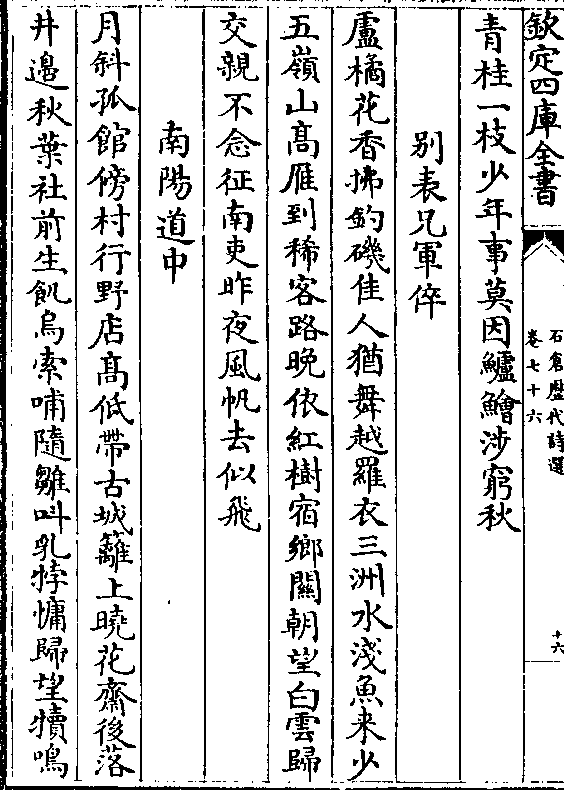 欽定四庫全書
石倉歷代詩選
卷七十六
十六
青桂一枝少年事莫因鱸鱠涉窮秋
別表兄軍倅
盧橘花香拂釣磯佳人猶舞越羅衣三洲水淺魚来少
五嶺山髙雁到稀客路晚依紅樹宿鄉關朝望白雲歸
交親不念征南吏昨夜風帆去似飛
南陽道中
月斜孤館傍村行野店髙低帶古城籬上曉花齋後落
井邉秋葉社前生飢烏索哺隨雛叫乳牸慵歸望犢鳴